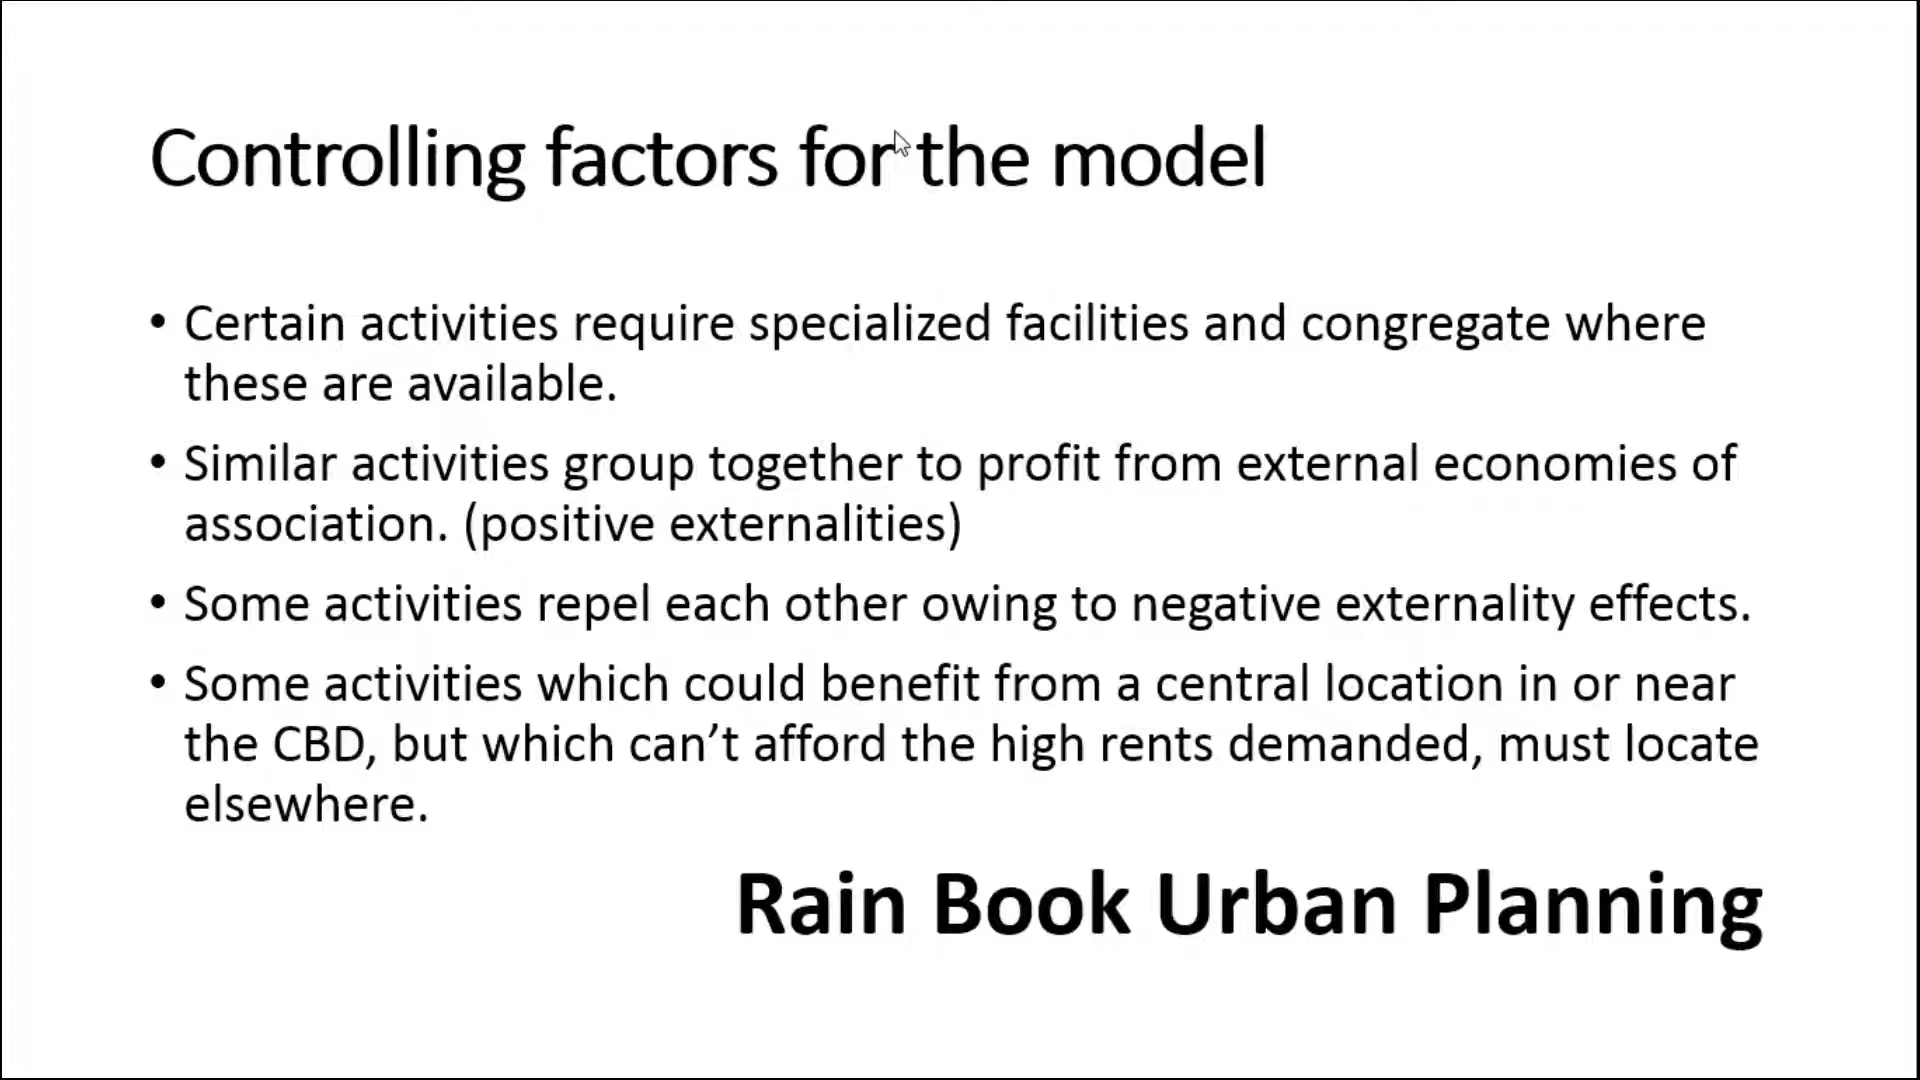 Controlling factors for the model
• Certain activities require specialized facilities and congregate where
these are available.
• Similar activities group together to profit from external economies of
association. (positive externalities)
• Some activities repel each other owing to negative externality effects.
• Some activities which could benefit from a central location in or near
the CBD, but which can’t afford the high rents demanded, must locate
elsewhere.
Rain Book Urban Planning